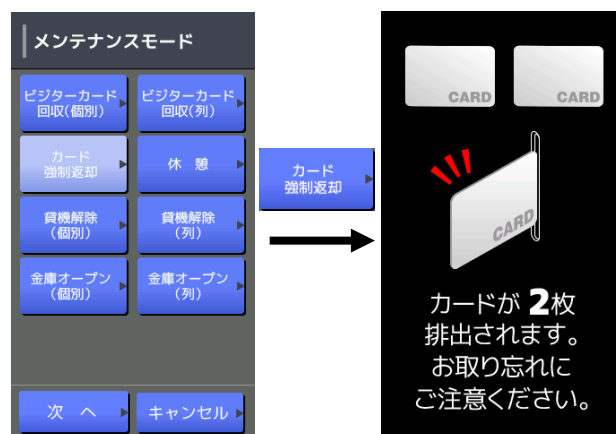 メンテナンスモード
ビジターカード
回収(個別)
ビジターカード
回収(列)
カード
強制返却
休 憩
貸機解除
(個別)
貸機解除
(列)
金庫オープン
(個別)
金庫オープン
(列)
次 へ
キャンセル
カード
強制返却
CARD
CARD
CARD
カードが 2枚
排出されます。
お取り忘れに
ご注意ください。